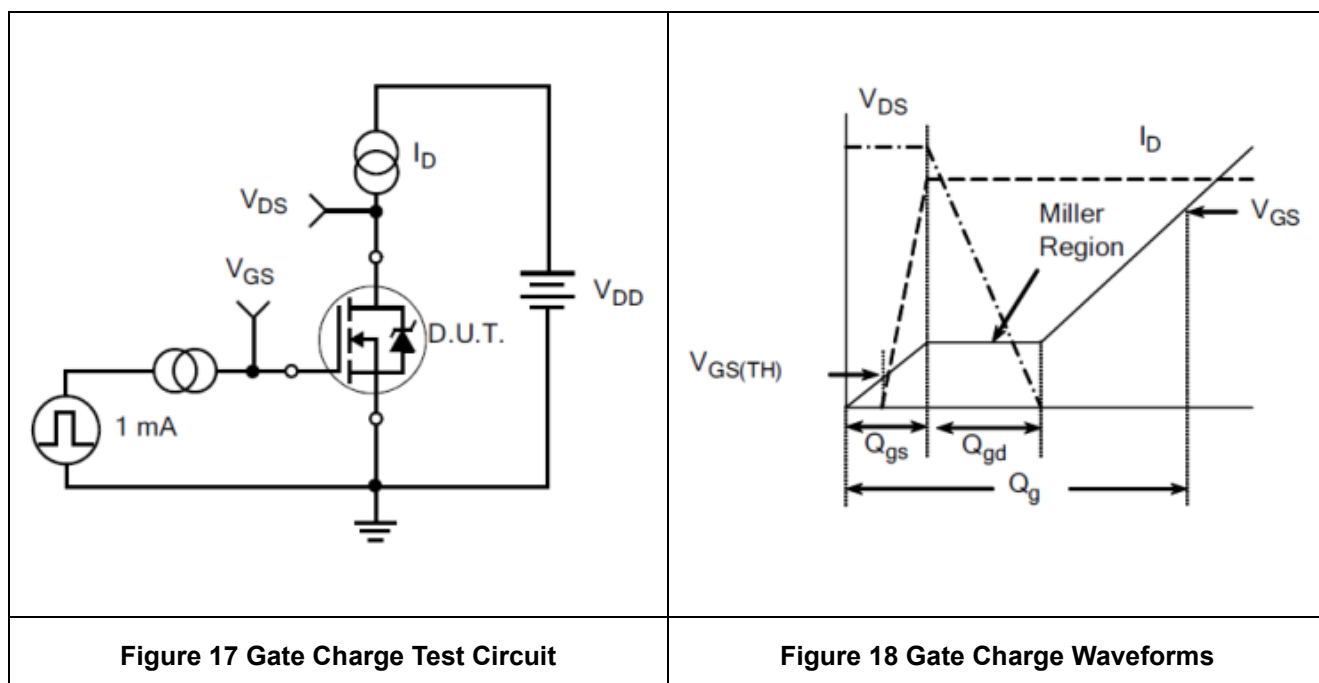 I_D
V_DS
V_GS
V_DD
D.U.T.
1 mA
Figure 17 Gate Charge Test Circuit
V_DS
I_D
Miller
Region
V_GS
V_GS(TH)
Q_gs
Q_gd
Q_g
Figure 18 Gate Charge Waveforms